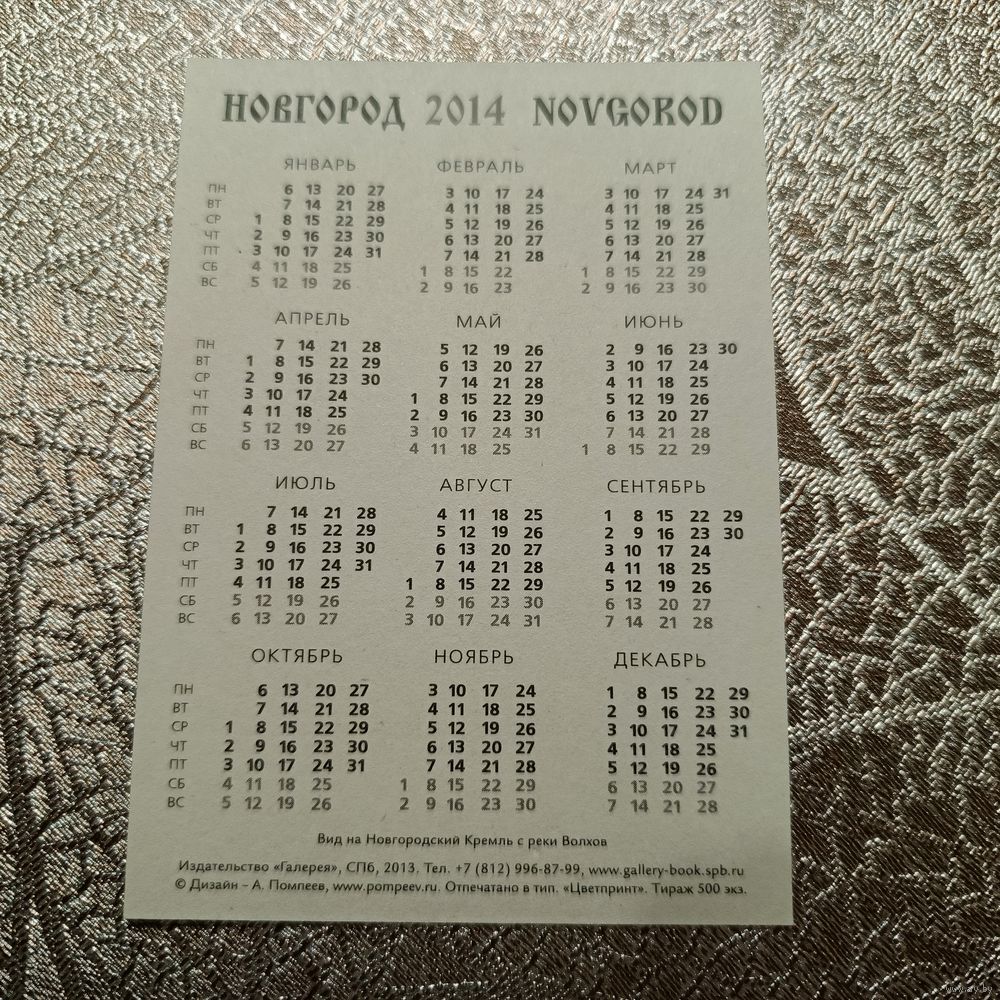 НОВГОРОД 2014 NOVGOROD
ЯНВАРЬ ФЕВРАЛЬ МАРТ
ПН 6 13 20 27 3 10 17 24 3 10 17 24 31
ВТ 7 14 21 28 4 11 18 25 4 11 18 25
СР 1 8 15 22 29 5 12 19 26 5 12 19 26
ЧТ 2 9 16 23 30 6 13 20 27 6 13 20 27
ПТ 3 10 17 24 31 7 14 21 28 7 14 21 28
СБ 4 11 18 25 1 8 15 22 1 8 15 22 29
ВС 5 12 19 26 2 9 16 23 2 9 16 23 30
АПРЕЛЬ МАЙ ИЮНЬ
ПН 7 14 21 28 5 12 19 26 2 9 16 23 30
ВТ 1 8 15 22 29 6 13 20 27 3 10 17 24
СР 2 9 16 23 30 7 14 21 28 4 11 18 25
ЧТ 3 10 17 24 1 8 15 22 29 5 12 19 26
ПТ 4 11 18 25 2 9 16 23 30 6 13 20 27
СБ 5 12 19 26 3 10 17 24 31 7 14 21 28
ВС 6 13 20 27 4 11 18 25 1 8 15 22 29
ИЮЛЬ АВГУСТ СЕНТЯБРЬ
ПН 7 14 21 28 4 11 18 25 1 8 15 22 29
ВТ 1 8 15 22 29 5 12 19 26 2 9 16 23 30
СР 2 9 16 23 30 6 13 20 27 3 10 17 24
ЧТ 3 10 17 24 31 7 14 21 28 4 11 18 25
ПТ 4 11 18 25 1 8 15 22 29 5 12 19 26
СБ 5 12 19 26 2 9 16 23 30 6 13 20 27
ВС 6 13 20 27 3 10 17 24 31 7 14 21 28
ОКТЯБРЬ НОЯБРЬ ДЕКАБРЬ
ПН 6 13 20 27 3 10 17 24 1 8 15 22 29
ВТ 7 14 21 28 4 11 18 25 2 9 16 23 30
СР 1 8 15 22 29 5 12 19 26 3 10 17 24 31
ЧТ 2 9 16 23 30 6 13 20 27 4 11 18 25
ПТ 3 10 17 24 31 7 14 21 28 5 12 19 26
СБ 4 11 18 25 1 8 15 22 29 6 13 20 27
ВС 5 12 19 26 2 9 16 23 30 7 14 21 28
Вид на Новгородский Кремль с реки Волхов
Издательство «Галерея», СПб, 2013. Тел. +7 (812) 996-87-99, www.gallery-book.spb.ru
© Дизайн – А. Помпеев, www.pompeev.ru. Отпечатано в тип. «Цветпринт». Тираж 500 экз.